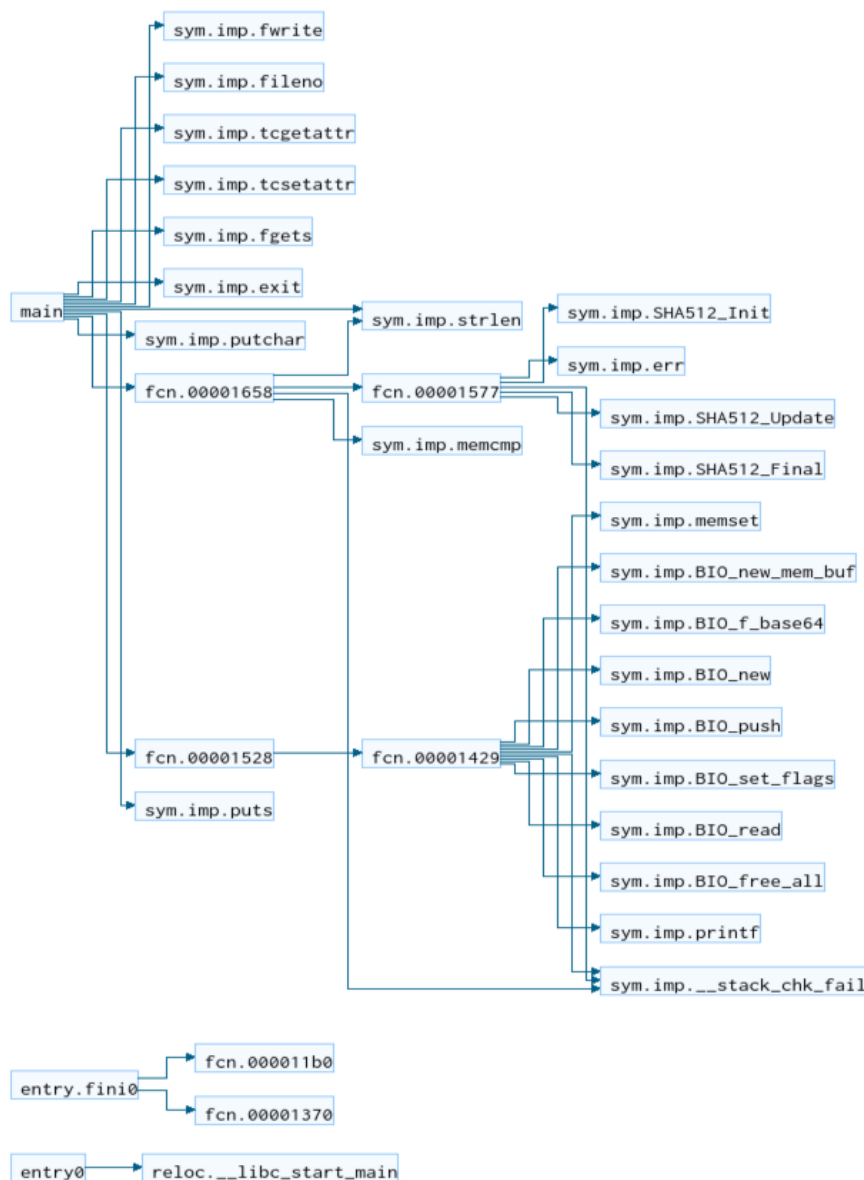 sym.imp.fwrite
sym.imp.fileno
sym.imp.tcgetattr
sym.imp.tcsetattr
sym.imp.fgets
sym.imp.exit
main
sym.imp.strlen
sym.imp.SHA512_Init
sym.imp.putchar
sym.imp.err
fcn.00001658
fcn.00001577
sym.imp.SHA512_Update
sym.imp.memcmp
sym.imp.SHA512_Final
sym.imp.memset
sym.imp.BIO_new_mem_buf
sym.imp.BIO_f_base64
sym.imp.BIO_new
sym.imp.BIO_push
fcn.00001528
fcn.00001429
sym.imp.BIO_set_flags
sym.imp.puts
sym.imp.BIO_read
sym.imp.BIO_free_all
sym.imp.printf
sym.imp.__stack_chk_fail
fcn.000011b0
entry.fini0
fcn.00001370
entry0
reloc.__libc_start_main